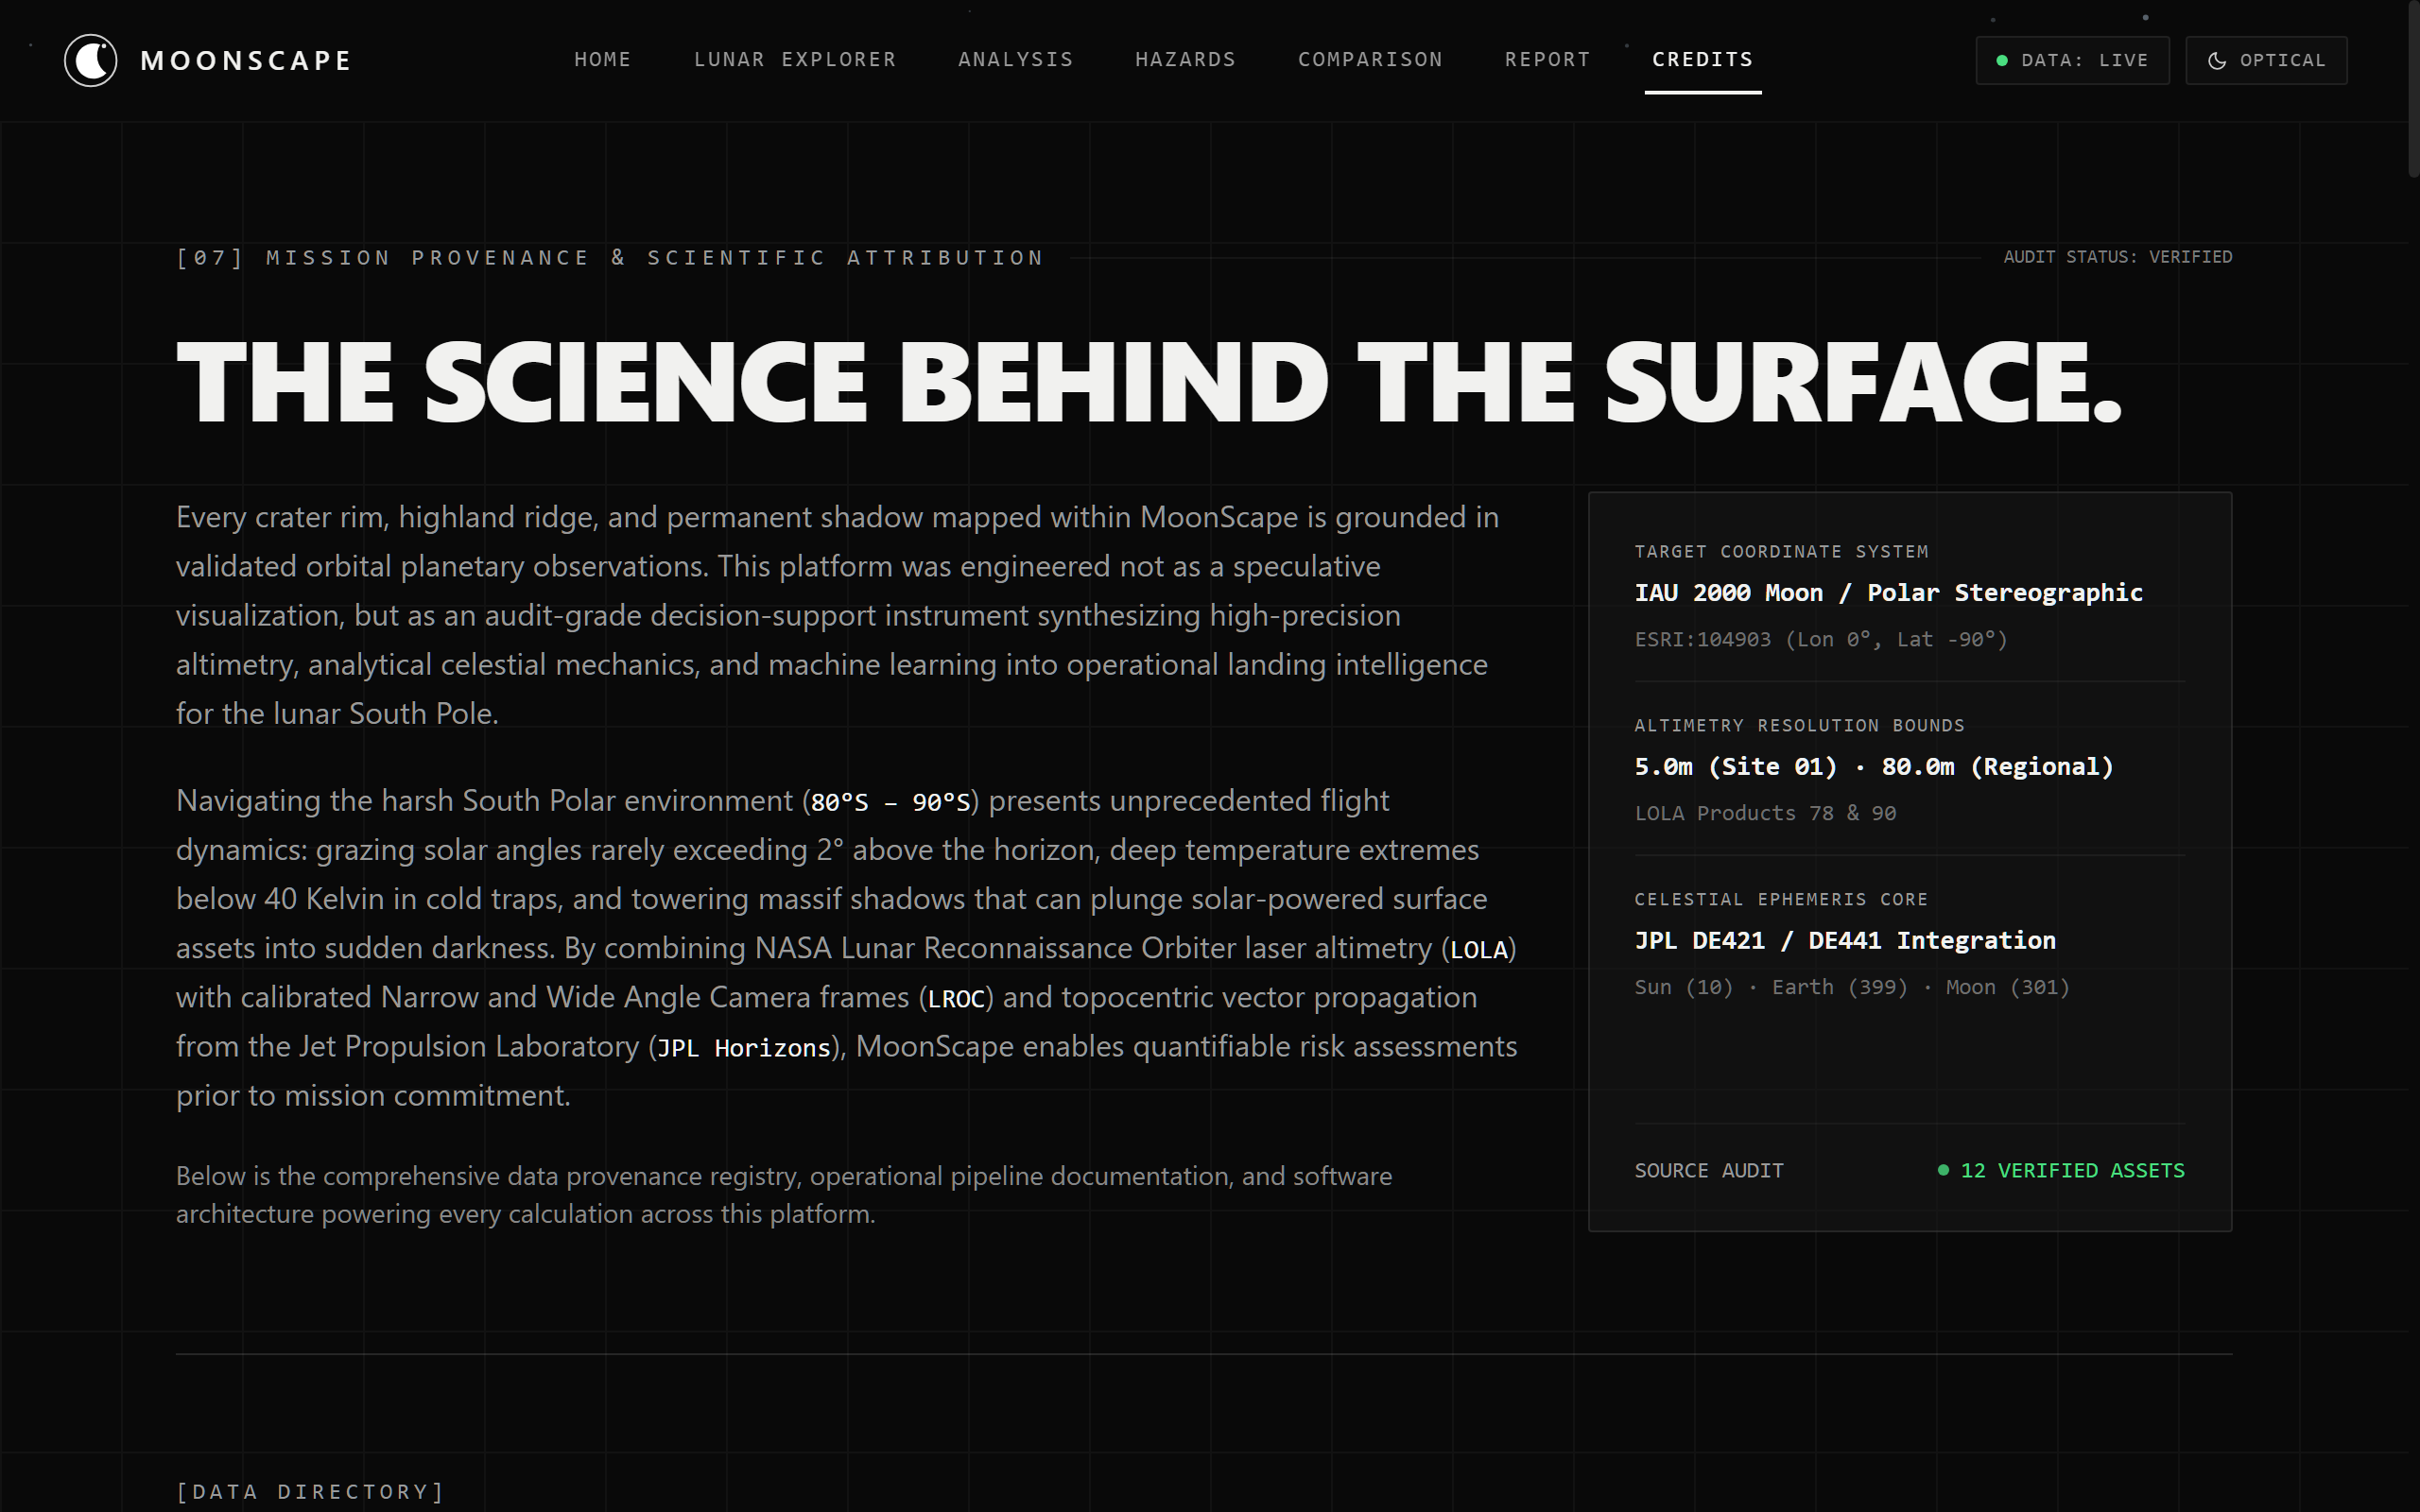 MOONSCAPE
HOME
LUNAR EXPLORER
ANALYSIS
HAZARDS
COMPARISON
REPORT
CREDITS
DATA: LIVE
OPTICAL
[07] MISSION PROVENANCE & SCIENTIFIC ATTRIBUTION
AUDIT STATUS: VERIFIED
THE SCIENCE BEHIND THE SURFACE.
Every crater rim, highland ridge, and permanent shadow mapped within MoonScape is grounded in
validated orbital planetary observations. This platform was engineered not as a speculative
visualization, but as an audit-grade decision-support instrument synthesizing high-precision
altimetry, analytical celestial mechanics, and machine learning into operational landing intelligence
for the lunar South Pole.
Navigating the harsh South Polar environment (80°S – 90°S) presents unprecedented flight
dynamics: grazing solar angles rarely exceeding 2° above the horizon, deep temperature extremes
below 40 Kelvin in cold traps, and towering massif shadows that can plunge solar-powered surface
assets into sudden darkness. By combining NASA Lunar Reconnaissance Orbiter laser altimetry (LOLA)
with calibrated Narrow and Wide Angle Camera frames (LROC) and topocentric vector propagation
from the Jet Propulsion Laboratory (JPL Horizons), MoonScape enables quantifiable risk assessments
prior to mission commitment.
Below is the comprehensive data provenance registry, operational pipeline documentation, and software
architecture powering every calculation across this platform.
TARGET COORDINATE SYSTEM
IAU 2000 Moon / Polar Stereographic
ESRI:104903 (Lon 0°, Lat -90°)
ALTIMETRY RESOLUTION BOUNDS
5.0m (Site 01) · 80.0m (Regional)
LOLA Products 78 & 90
CELESTIAL EPHEMERIS CORE
JPL DE421 / DE441 Integration
Sun (10) · Earth (399) · Moon (301)
SOURCE AUDIT
12 VERIFIED ASSETS
[DATA DIRECTORY]